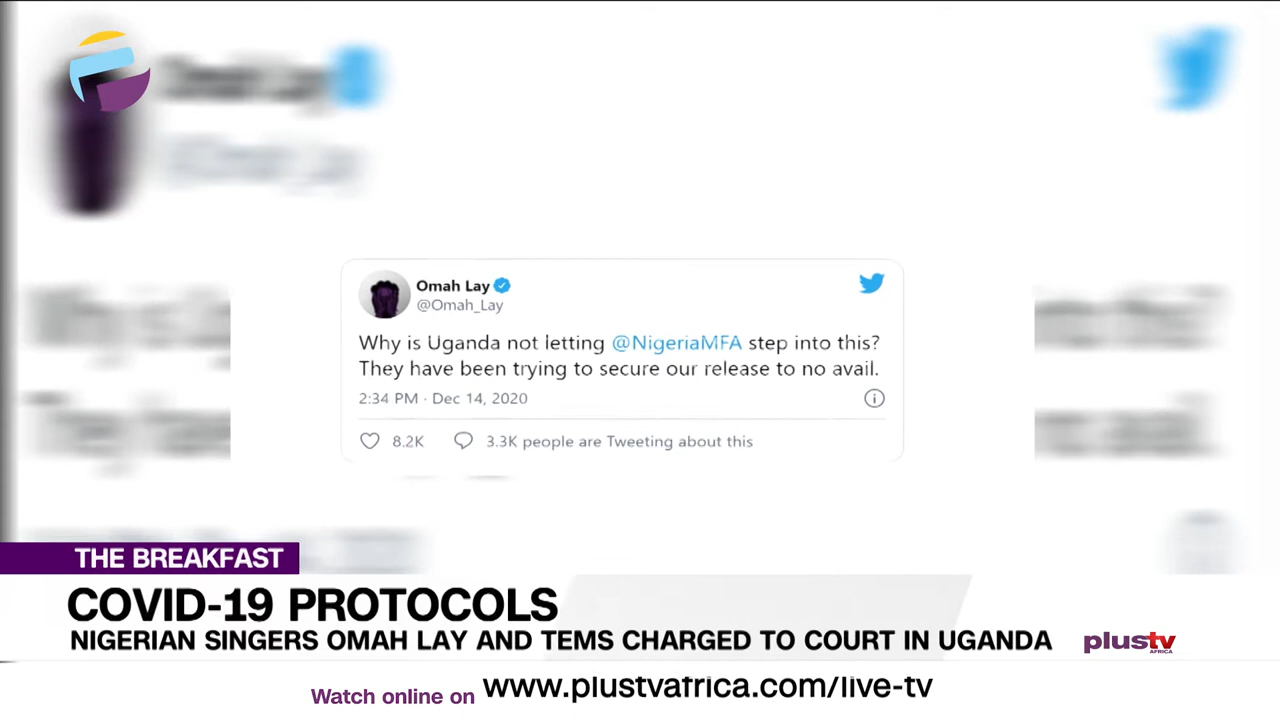 Omah Lay
@Omah_Lay
Why is Uganda not letting @NigeriaMFA step into this?
They have been trying to secure our release to no avail.
2:34 PM · Dec 14, 2020
8.2K 3.3K people are Tweeting about this
THE BREAKFAST
COVID-19 PROTOCOLS
NIGERIAN SINGERS OMAH LAY AND TEMS CHARGED TO COURT IN UGANDA
plustv
AFRICA
Watch online on www.plustvafrica.com/live-tv